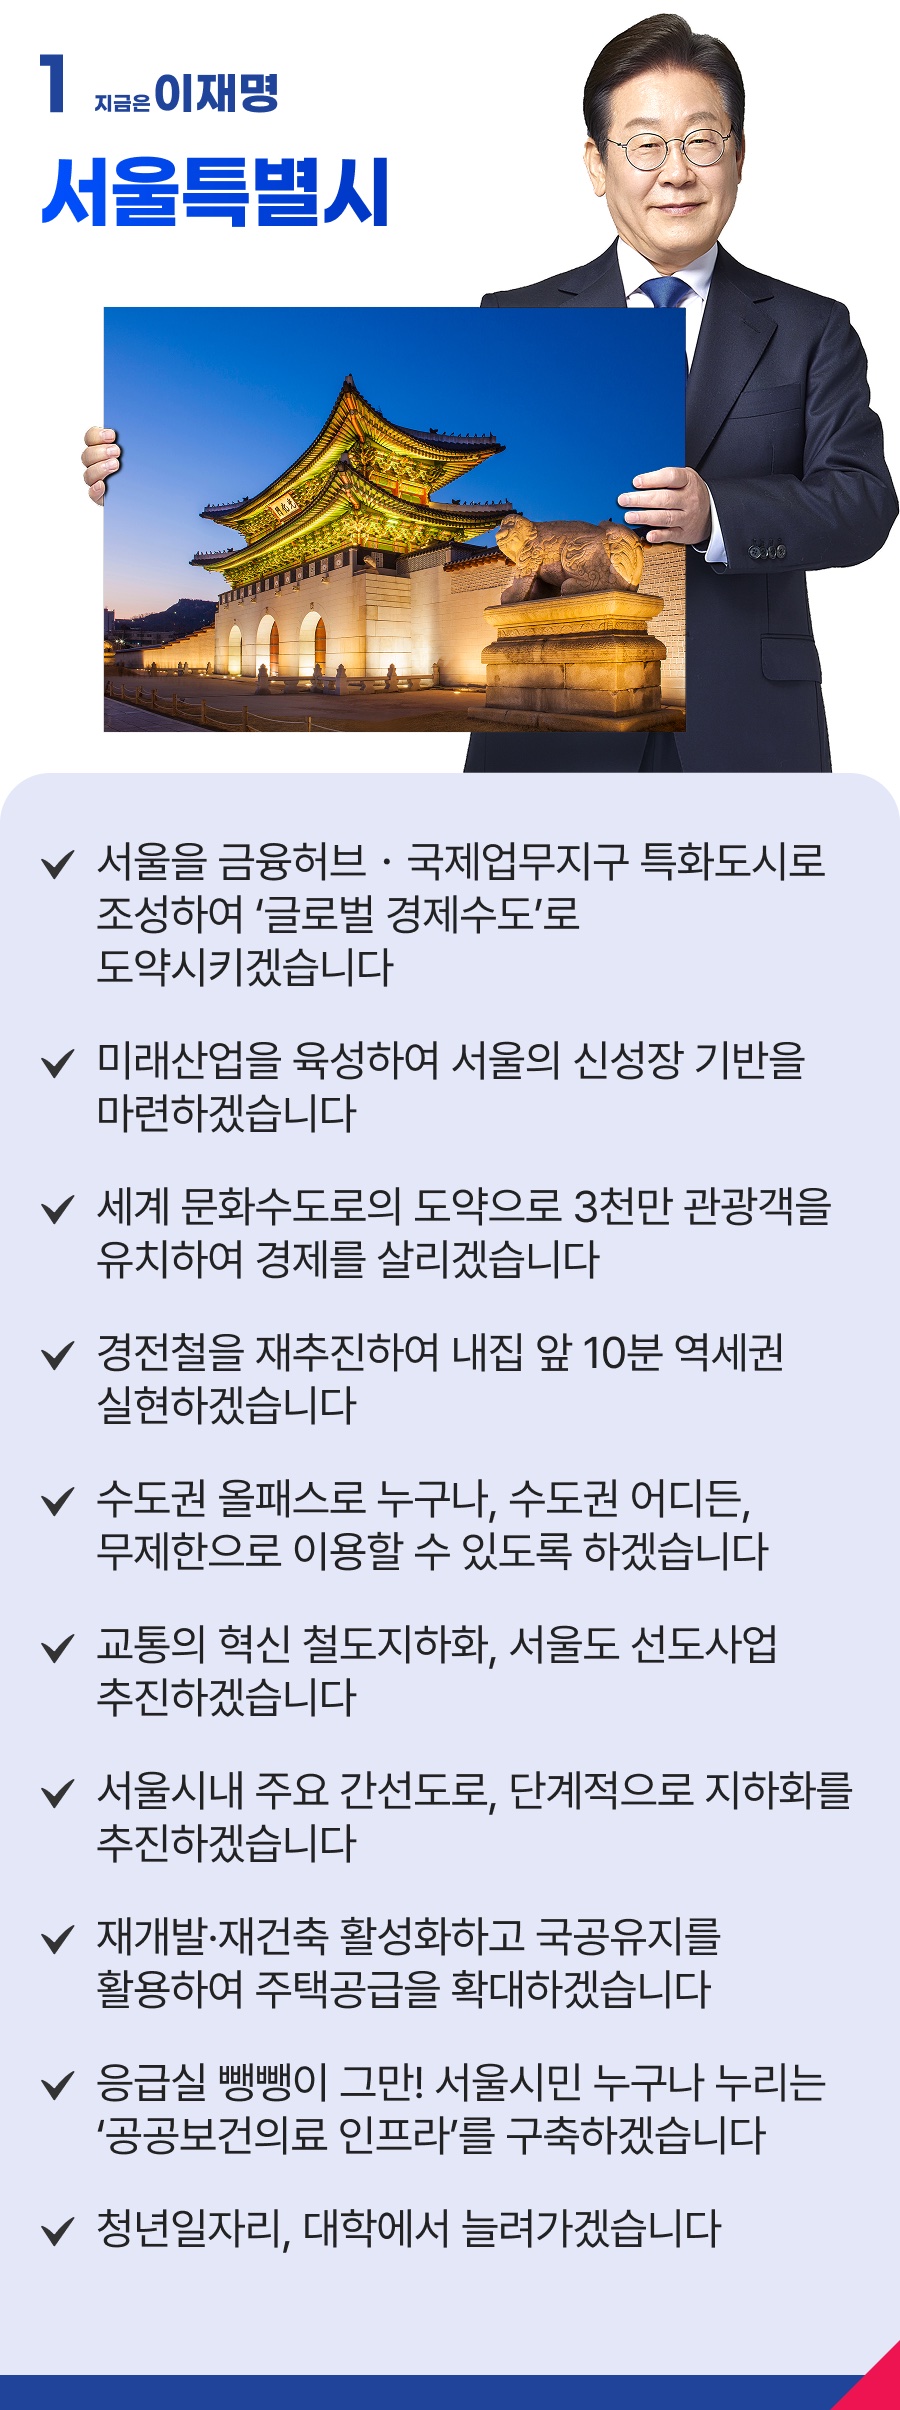 1 지금은 이재명
서울특별시
서울을 금융허브 · 국제업무지구 특화도시로
조성하여 ‘글로벌 경제수도’로
도약시키겠습니다
미래산업을 육성하여 서울의 신성장 기반을
마련하겠습니다
세계 문화수도로의 도약으로 3천만 관광객을
유치하여 경제를 살리겠습니다
경전철을 재추진하여 내집 앞 10분 역세권
실현하겠습니다
수도권 올패스로 누구나, 수도권 어디든,
무제한으로 이용할 수 있도록 하겠습니다
교통의 혁신 철도지하화, 서울도 선도사업
추진하겠습니다
서울시내 주요 간선도로, 단계적으로 지하화를
추진하겠습니다
재개발·재건축 활성화하고 국공유지를
활용하여 주택공급을 확대하겠습니다
응급실 뺑뺑이 그만! 서울시민 누구나 누리는
‘공공보건의료 인프라’를 구축하겠습니다
청년일자리, 대학에서 늘려가겠습니다